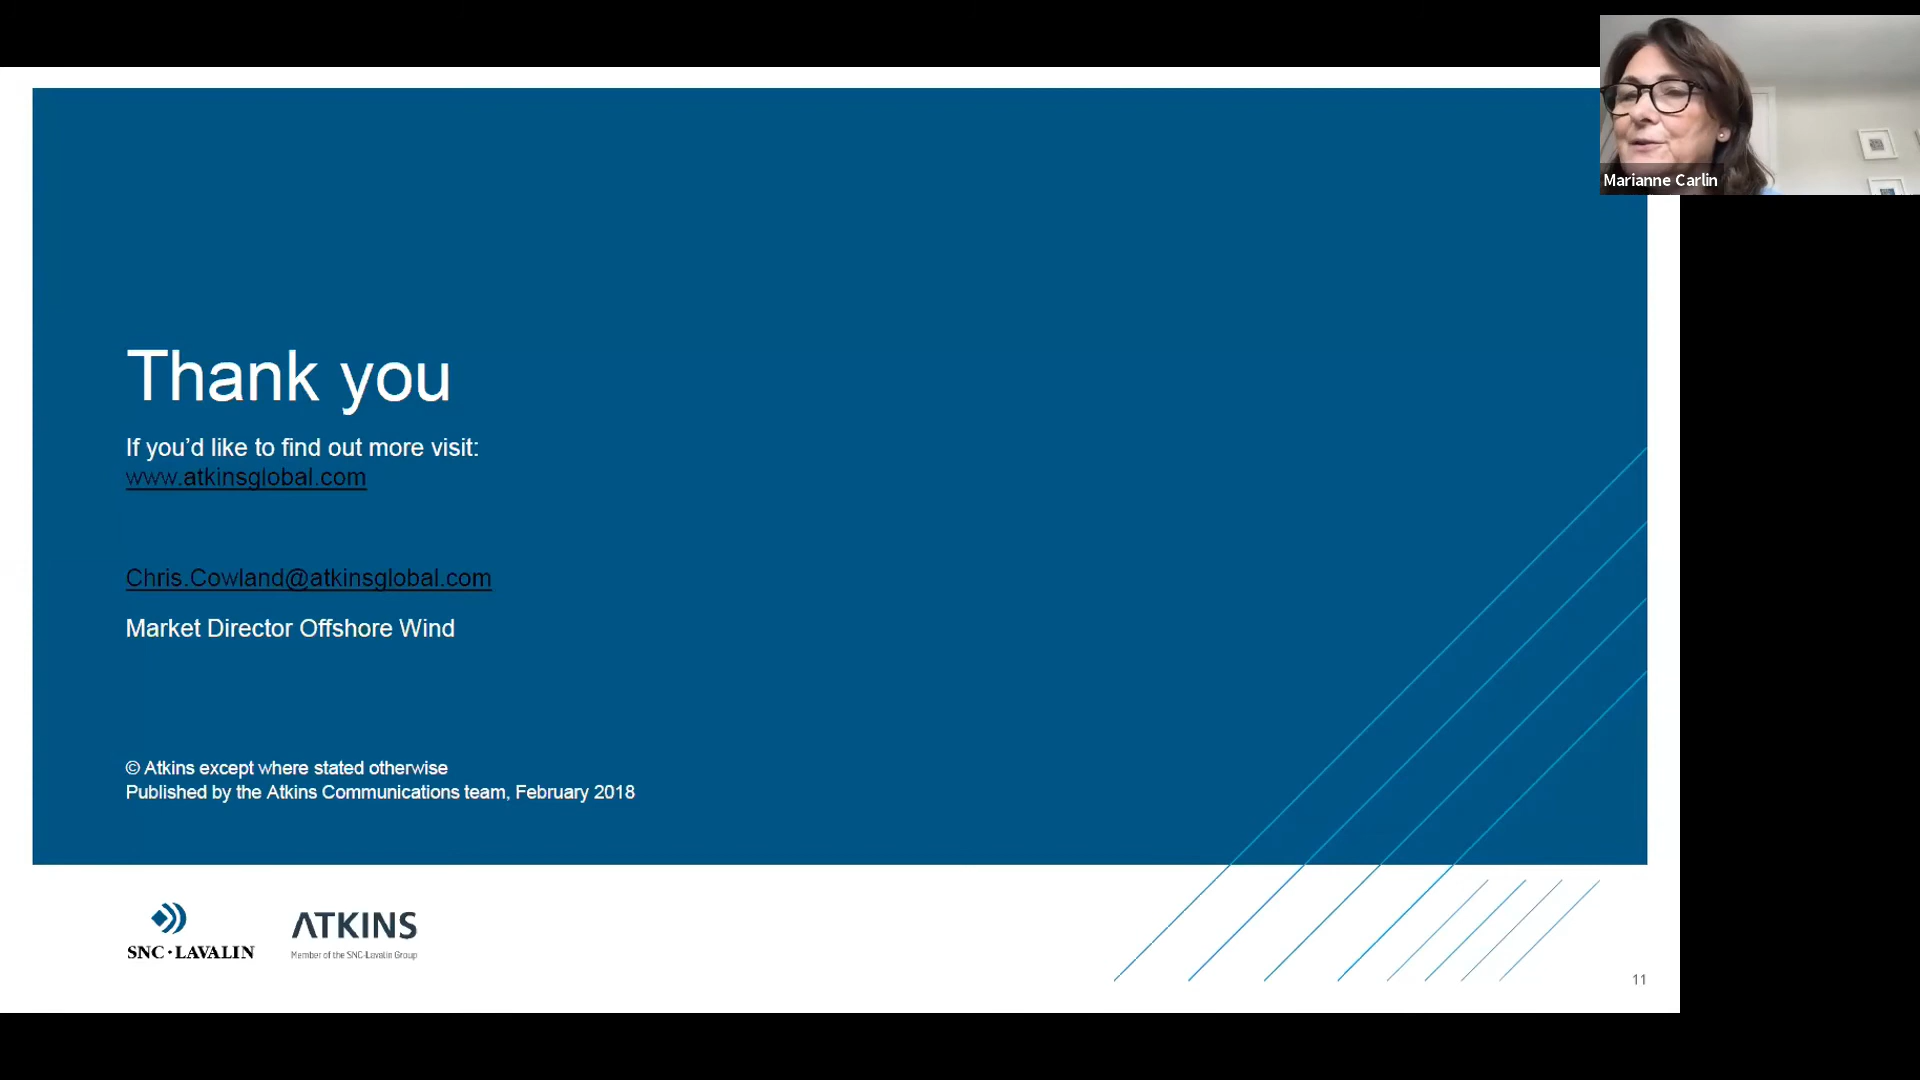 Marianne Carlin
Thank you
If you’d like to find out more visit:
www.atkinsglobal.com
Chris.Cowland@atkinsglobal.com
Market Director Offshore Wind
© Atkins except where stated otherwise
Published by the Atkins Communications team, February 2018
SNC·LAVALIN
ATKINS
Member of the SNC-Lavalin Group
11